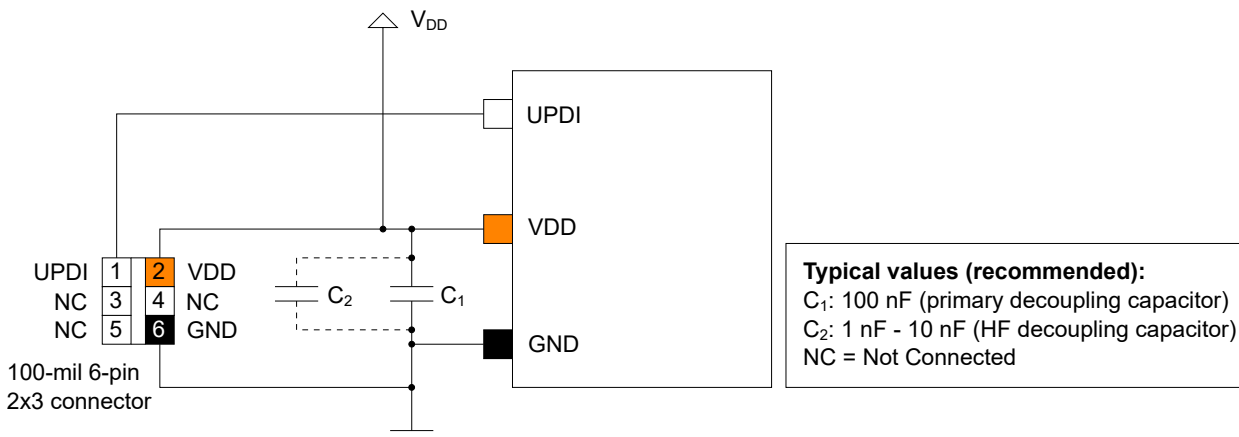 V_DD
UPDI
VDD
UPDI 1 2 VDD
NC 3 4 NC
NC 5 6 GND
C₂
C₁
GND
100-mil 6-pin
2x3 connector
Typical values (recommended):
C₁: 100 nF (primary decoupling capacitor)
C₂: 1 nF - 10 nF (HF decoupling capacitor)
NC = Not Connected